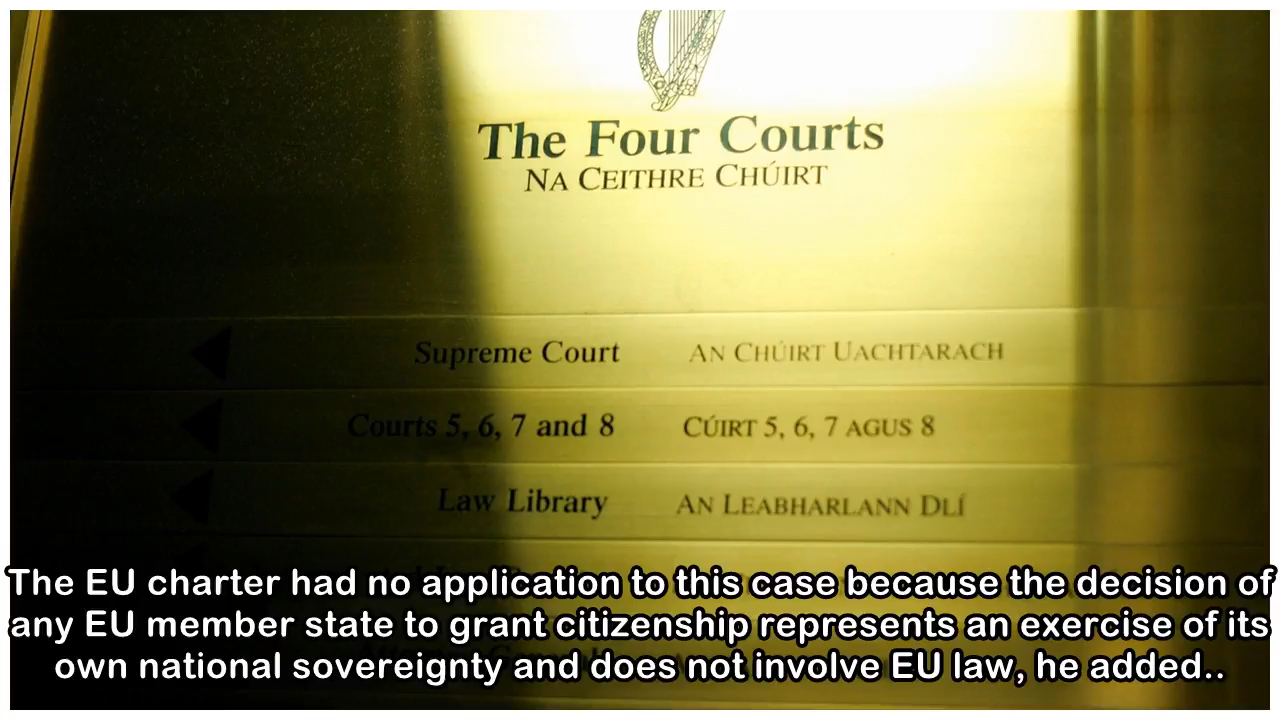 The Four Courts
NA CEITHRE CHÚIRT
Supreme Court AN CHÚIRT UACHTARACH
Courts 5, 6, 7 and 8 CÚIRT 5, 6, 7 AGUS 8
Law Library AN LEABHARLANN DLÍ
The EU charter had no application to this case because the decision of
any EU member state to grant citizenship represents an exercise of its
own national sovereignty and does not involve EU law, he added..